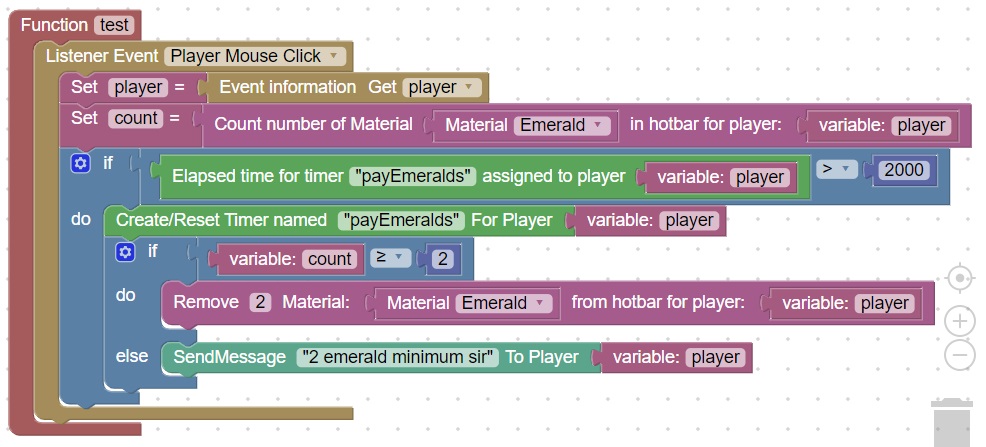 Function test
Listener Event Player Mouse Click
Set player = Event information Get player
Set count = Count number of Material Material Emerald in hotbar for player: variable: player
if Elapsed time for timer "payEmeralds" assigned to player variable: player > 2000
do Create/Reset Timer named "payEmeralds" For Player variable: player
if variable: count ≥ 2
do Remove 2 Material: Material Emerald from hotbar for player: variable: player
else SendMessage "2 emerald minimum sir" To Player variable: player